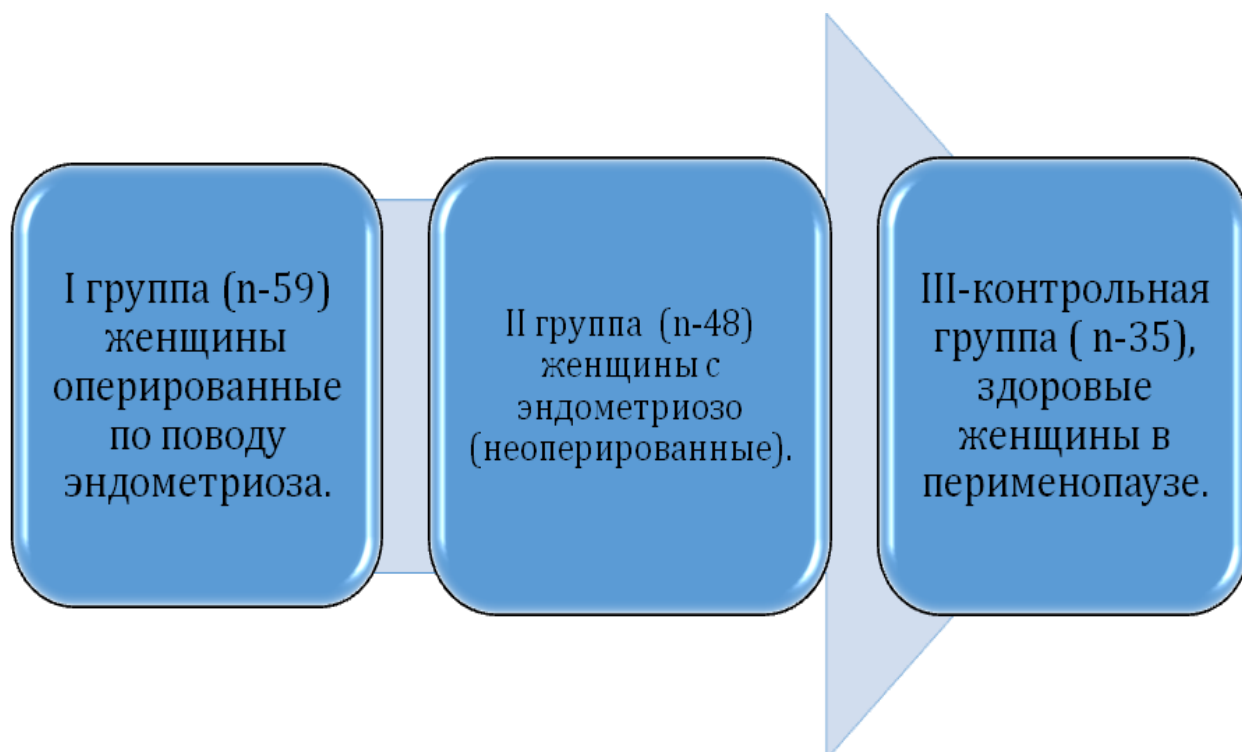 I группа (n-59)
женщины
оперированные
по поводу
эндометриоза.
II группа (n-48)
женщины с
эндометриозо
(неоперированные).
III-контрольная
группа ( n-35),
здоровые
женщины в
перименопаузе.